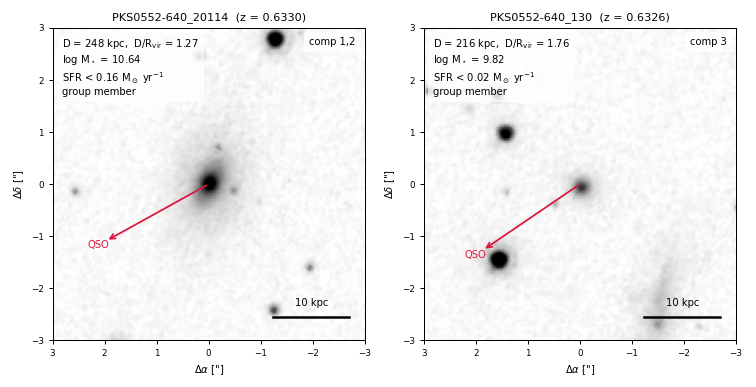 PKS0552-640_20114 (z = 0.6330)
D = 248 kpc, D/R_vir = 1.27
log M⋆ = 10.64
SFR < 0.16 M⊙ yr⁻¹
group member
comp 1,2
QSO
10 kpc
3
2
1
0
−1
−2
−3
Δδ ["]
3 2 1 0 −1 −2 −3
Δα ["]
PKS0552-640_130 (z = 0.6326)
D = 216 kpc, D/R_vir = 1.76
log M⋆ = 9.82
SFR < 0.02 M⊙ yr⁻¹
group member
comp 3
QSO
10 kpc
3
2
1
0
−1
−2
−3
Δδ ["]
3 2 1 0 −1 −2 −3
Δα ["]